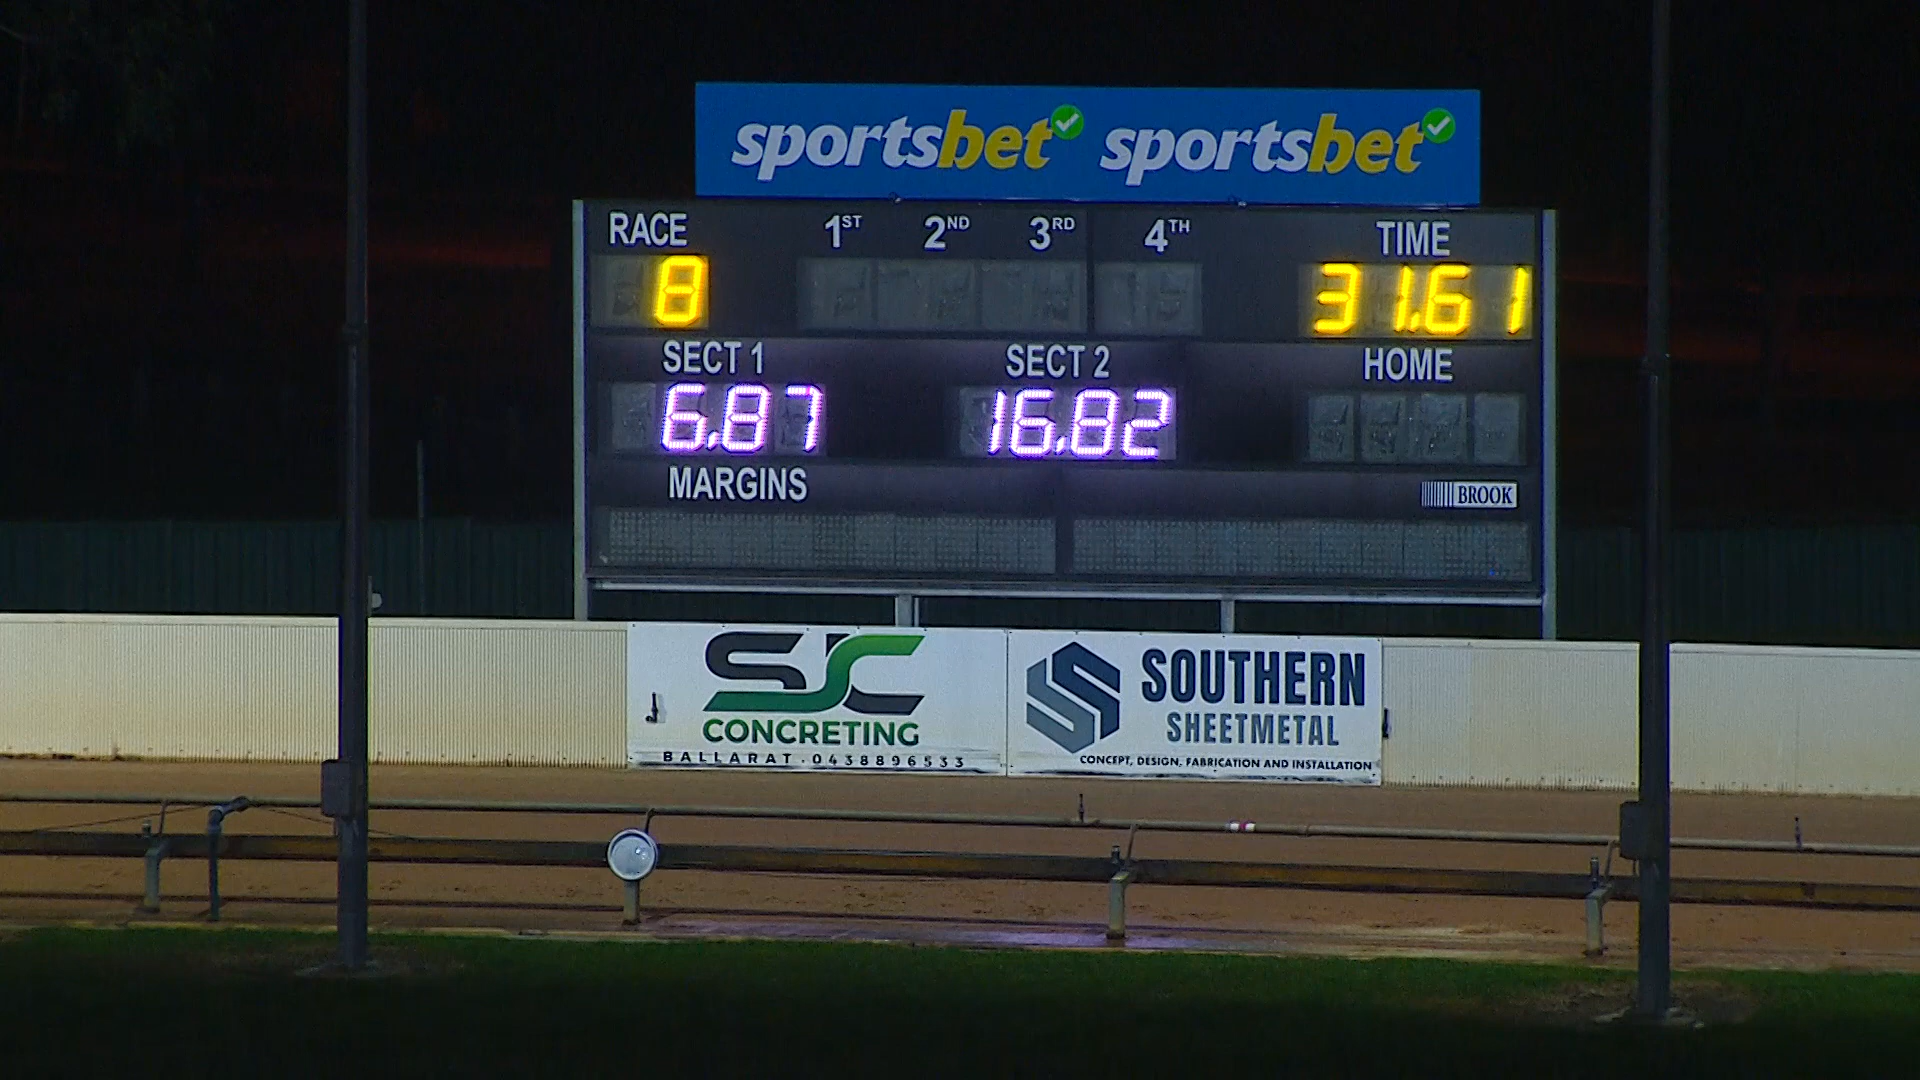 sportsbet sportsbet
RACE 1ST 2ND 3RD 4TH TIME
8 31.61
SECT 1 SECT 2 HOME
6.87 16.82
MARGINS
BROOK
SJC
CONCRETING
BALLARAT · 0438896533
SOUTHERN
SHEETMETAL
CONCEPT, DESIGN, FABRICATION AND INSTALLATION